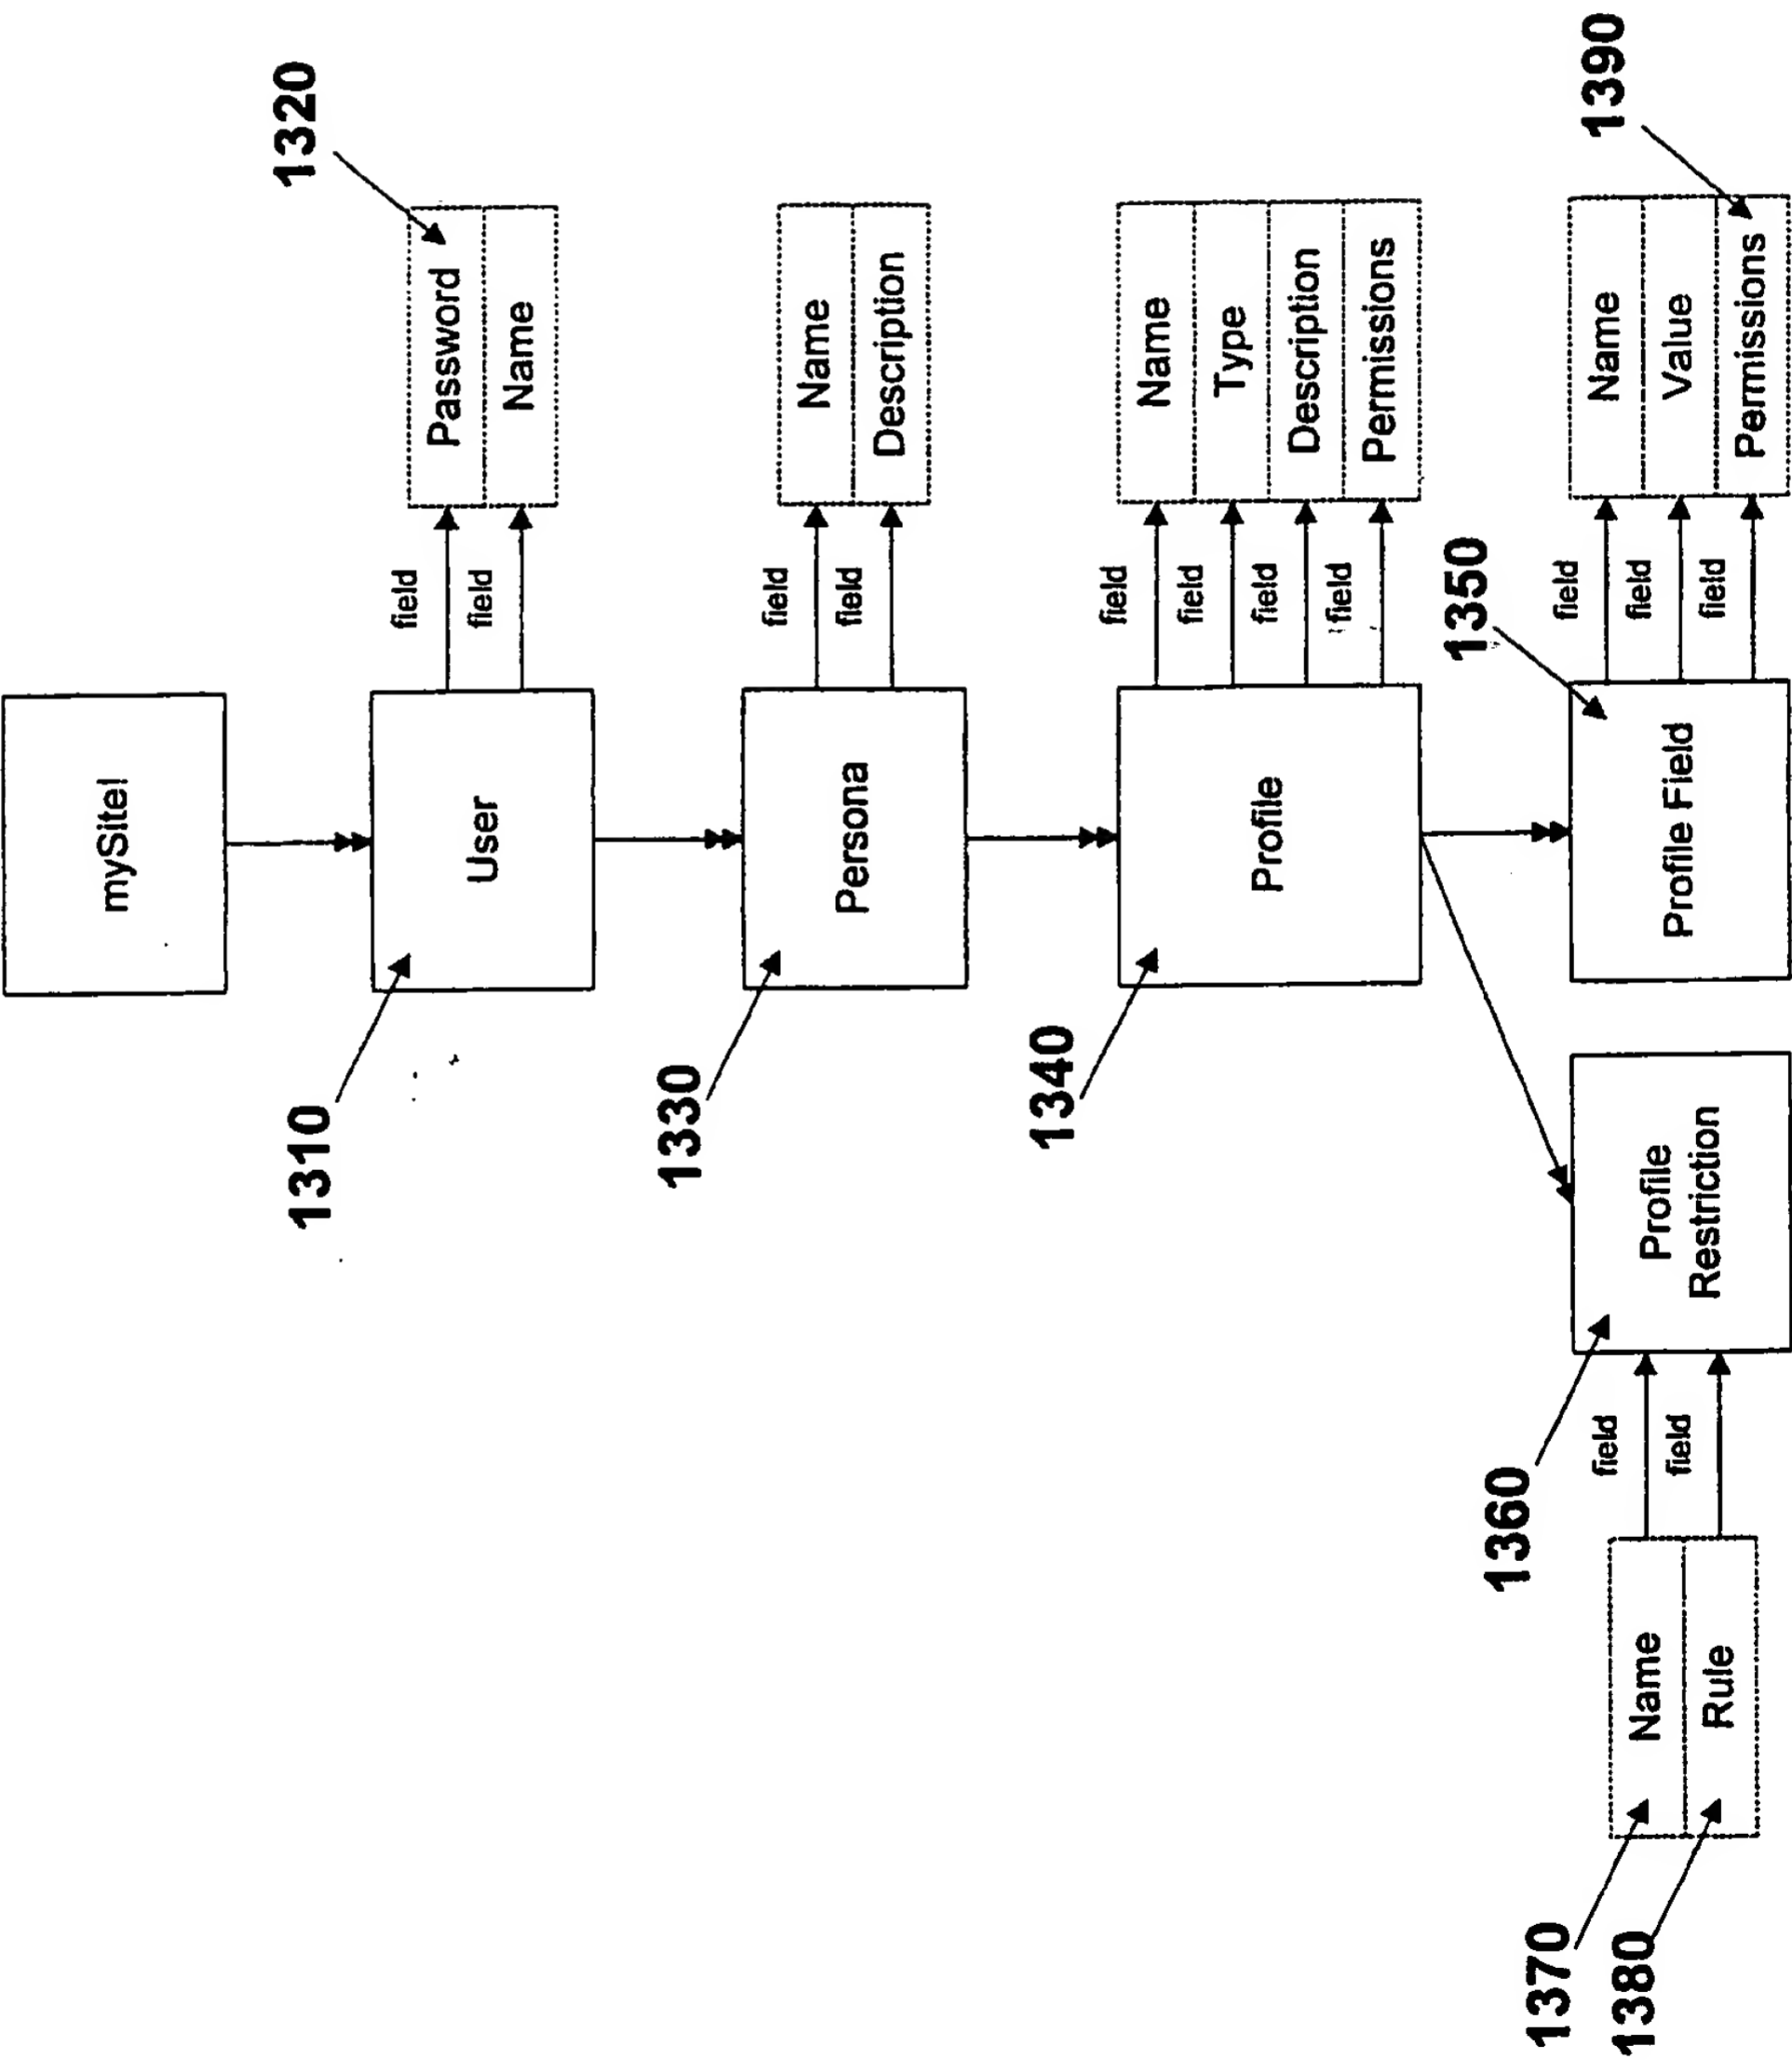 1320
mySitel
field
Password
field
Name
User
1310
field
Name
field
Description
Persona
1330
field
Name
field
Type
field
Description
field
Permissions
Profile
1340
1390
1350
field
Name
field
Value
field
Permissions
Profile Field
Profile
Restriction
1360
field
Name
field
Rule
1370
1380